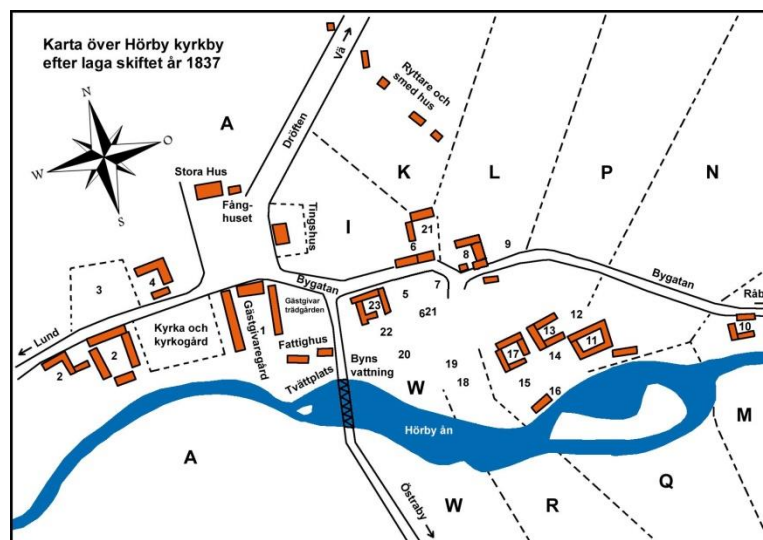 Karta över Hörby kyrkby
efter laga skiftet år 1837
N
O
S
W
A
Vä
Dröften
Ryttare och
smed hus
K
L
P
N
Stora Hus
Fång-
huset
Tingshus
I
21
6
8
9
3
4
Bygatan
5
7
Bygatan
Råb
Lund
Kyrka och
kyrkogård
Gästgivaregård
1
Gästgivar
trädgården
23
6
21
12
13
10
2
2
Fattighus
22
17
11
Byns
vattning
20
19
14
Tvättplats
W
18
15
16
Hörby ån
M
A
Östraby
W
R
Q